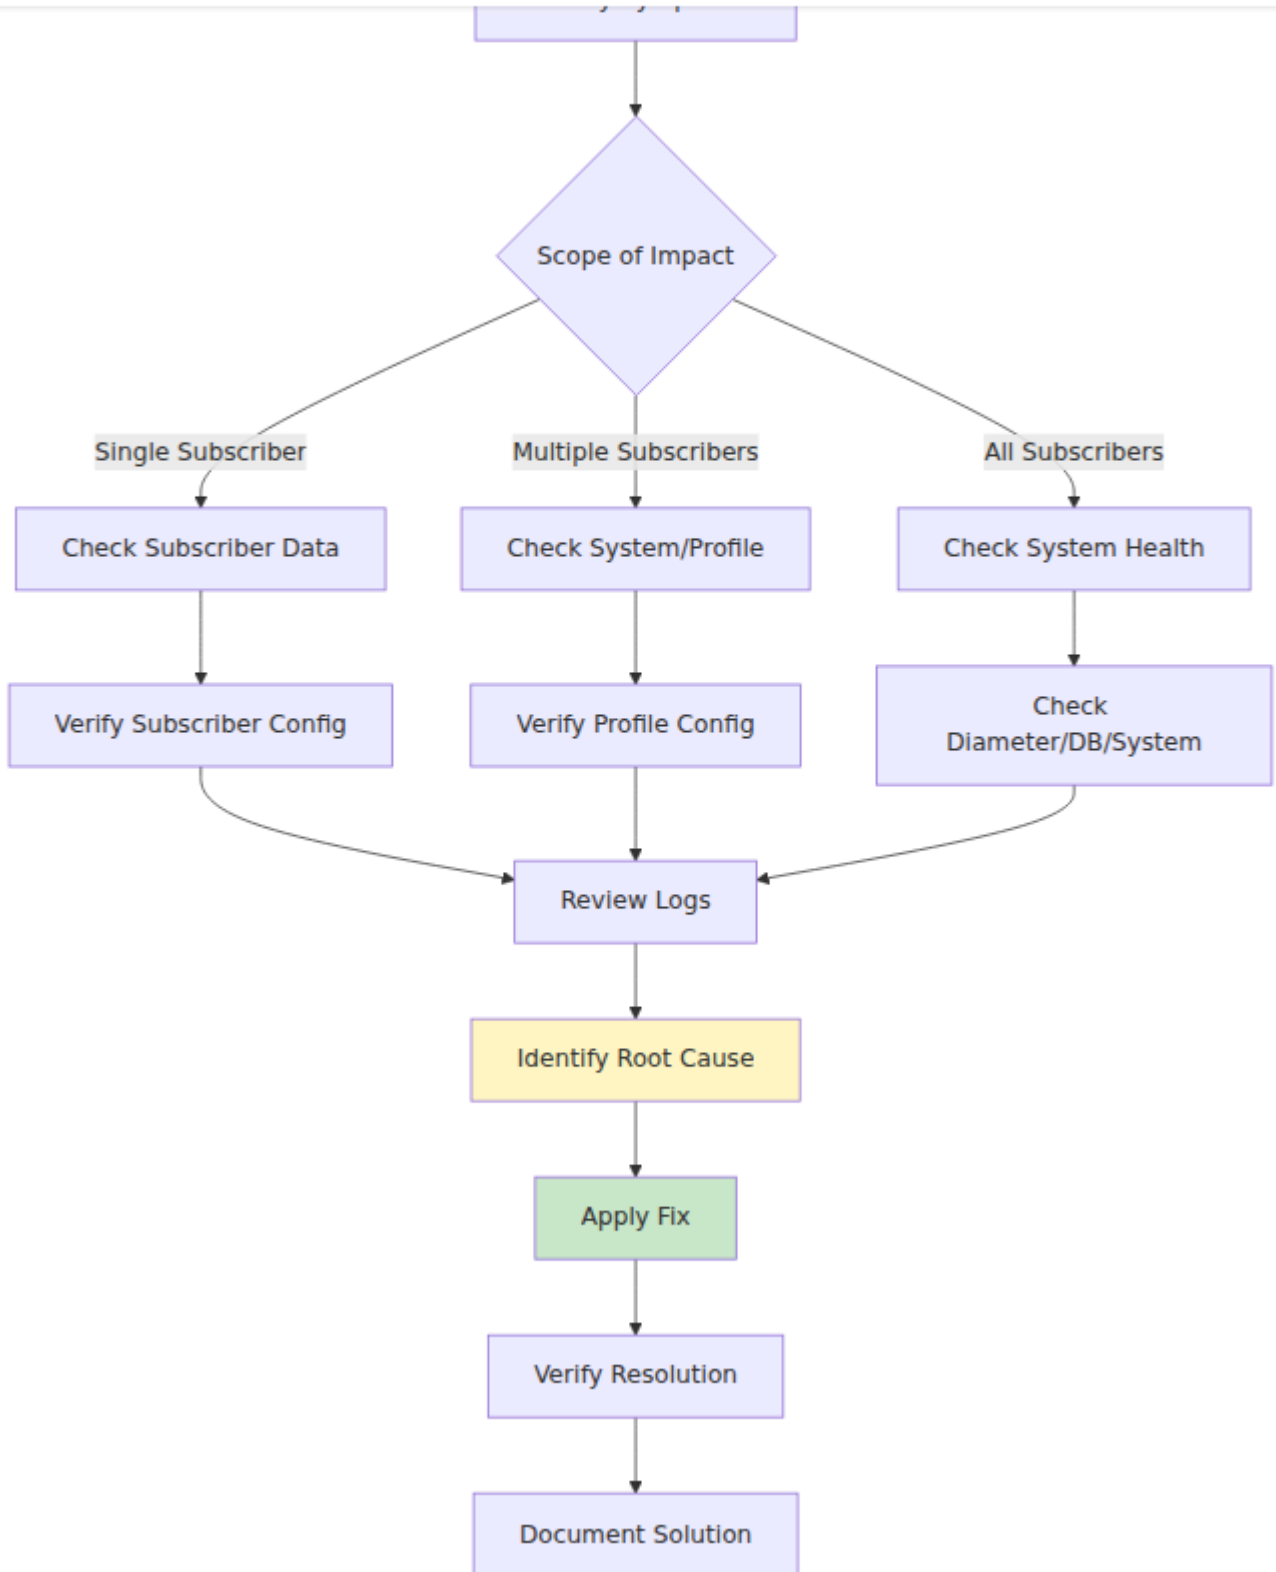 Scope of Impact
Single Subscriber
Multiple Subscribers
All Subscribers
Check Subscriber Data
Check System/Profile
Check System Health
Verify Subscriber Config
Verify Profile Config
Check
Diameter/DB/System
Review Logs
Identify Root Cause
Apply Fix
Verify Resolution
Document Solution